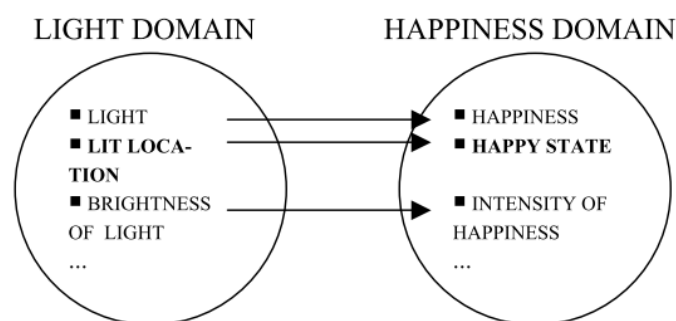 LIGHT DOMAIN
HAPPINESS DOMAIN
■ LIGHT
■ LIT LOCA-
TION
■ BRIGHTNESS
OF LIGHT
...
■ HAPPINESS
■ HAPPY STATE
■ INTENSITY OF
HAPPINESS
...